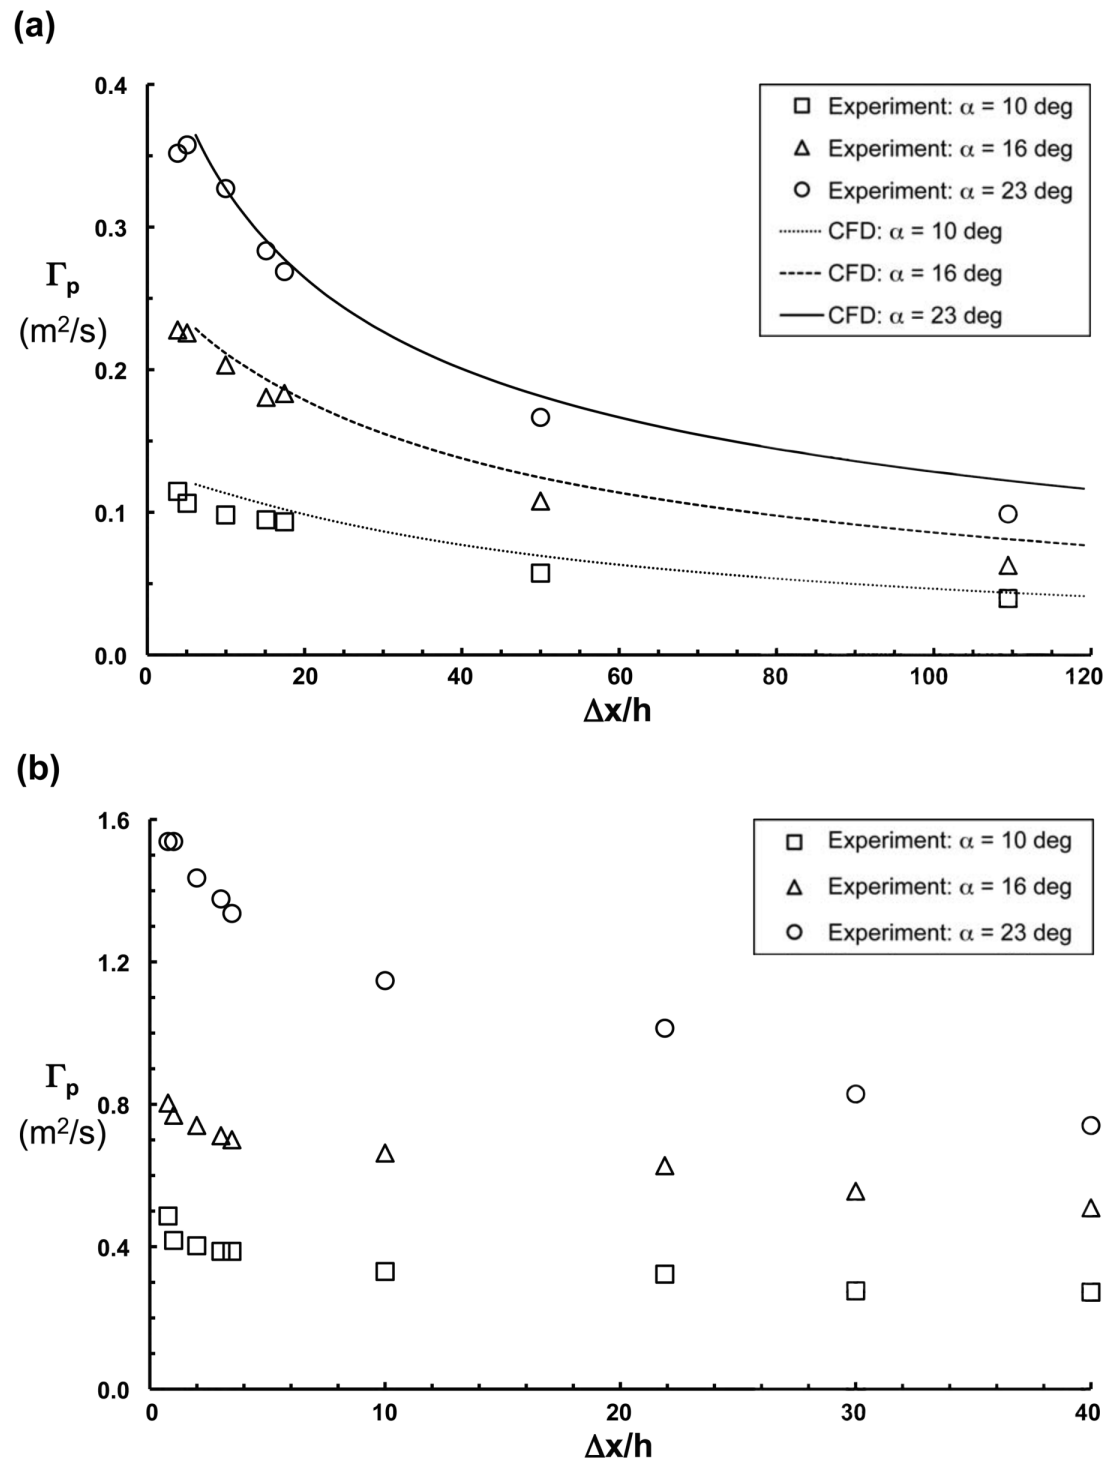 (a)
0.4
0.3
0.2
0.1
0.0
Γp
(m²/s)
Experiment: α = 10 deg
Experiment: α = 16 deg
Experiment: α = 23 deg
CFD: α = 10 deg
CFD: α = 16 deg
CFD: α = 23 deg
0 20 40 60 80 100 120
Δx/h
(b)
1.6
1.2
0.8
0.4
0.0
Γp
(m²/s)
Experiment: α = 10 deg
Experiment: α = 16 deg
Experiment: α = 23 deg
0 10 20 30 40
Δx/h